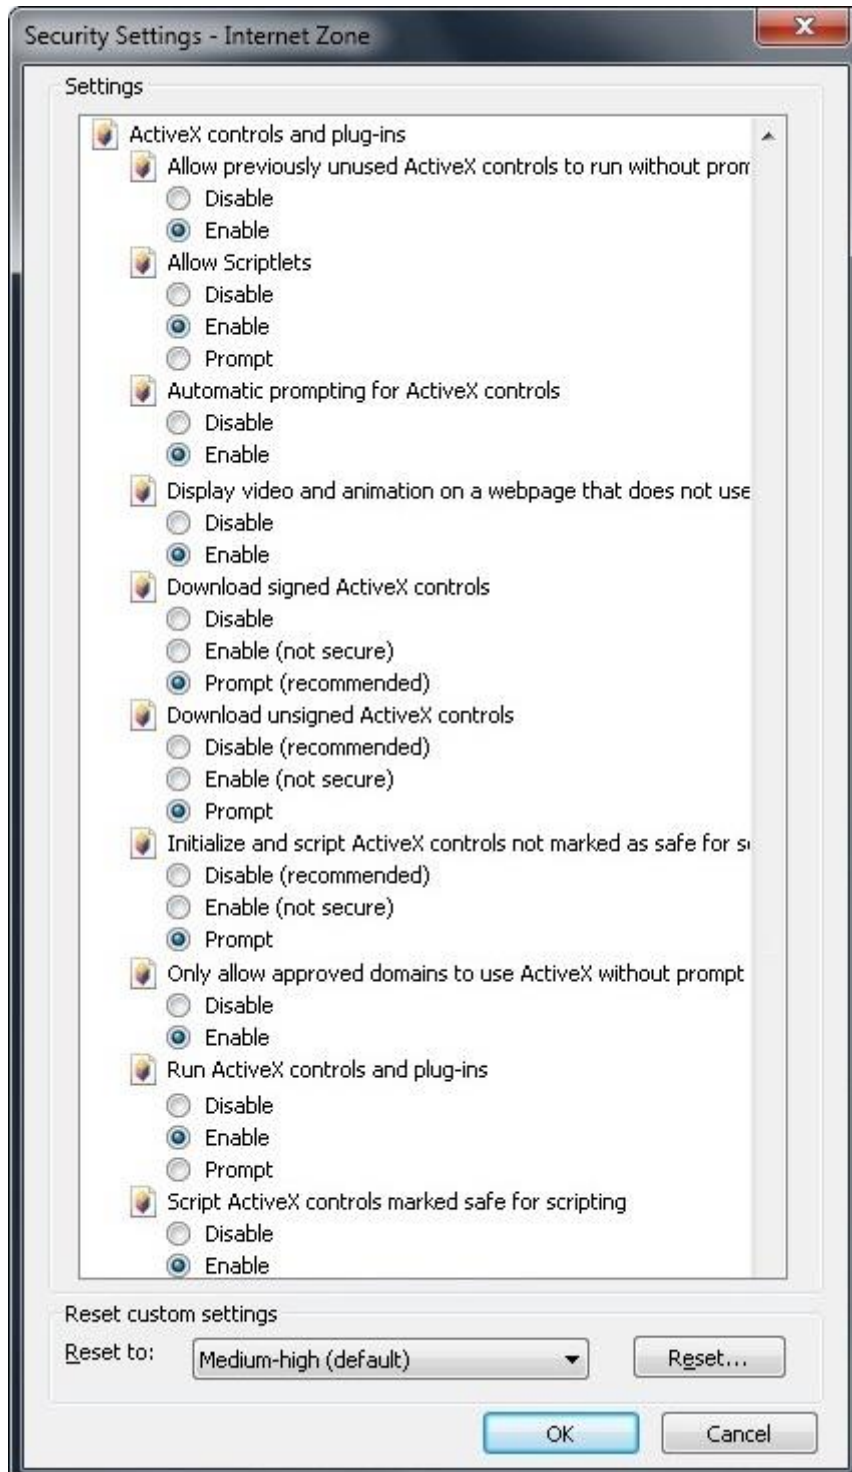 Security Settings - Internet Zone
Settings
ActiveX controls and plug-ins
Allow previously unused ActiveX controls to run without prom
Disable
Enable
Allow Scriptlets
Disable
Enable
Prompt
Automatic prompting for ActiveX controls
Disable
Enable
Display video and animation on a webpage that does not use
Disable
Enable
Download signed ActiveX controls
Disable
Enable (not secure)
Prompt (recommended)
Download unsigned ActiveX controls
Disable (recommended)
Enable (not secure)
Prompt
Initialize and script ActiveX controls not marked as safe for s
Disable (recommended)
Enable (not secure)
Prompt
Only allow approved domains to use ActiveX without prompt
Disable
Enable
Run ActiveX controls and plug-ins
Disable
Enable
Prompt
Script ActiveX controls marked safe for scripting
Disable
Enable
Reset custom settings
Reset to: Medium-high (default) Reset...
OK Cancel